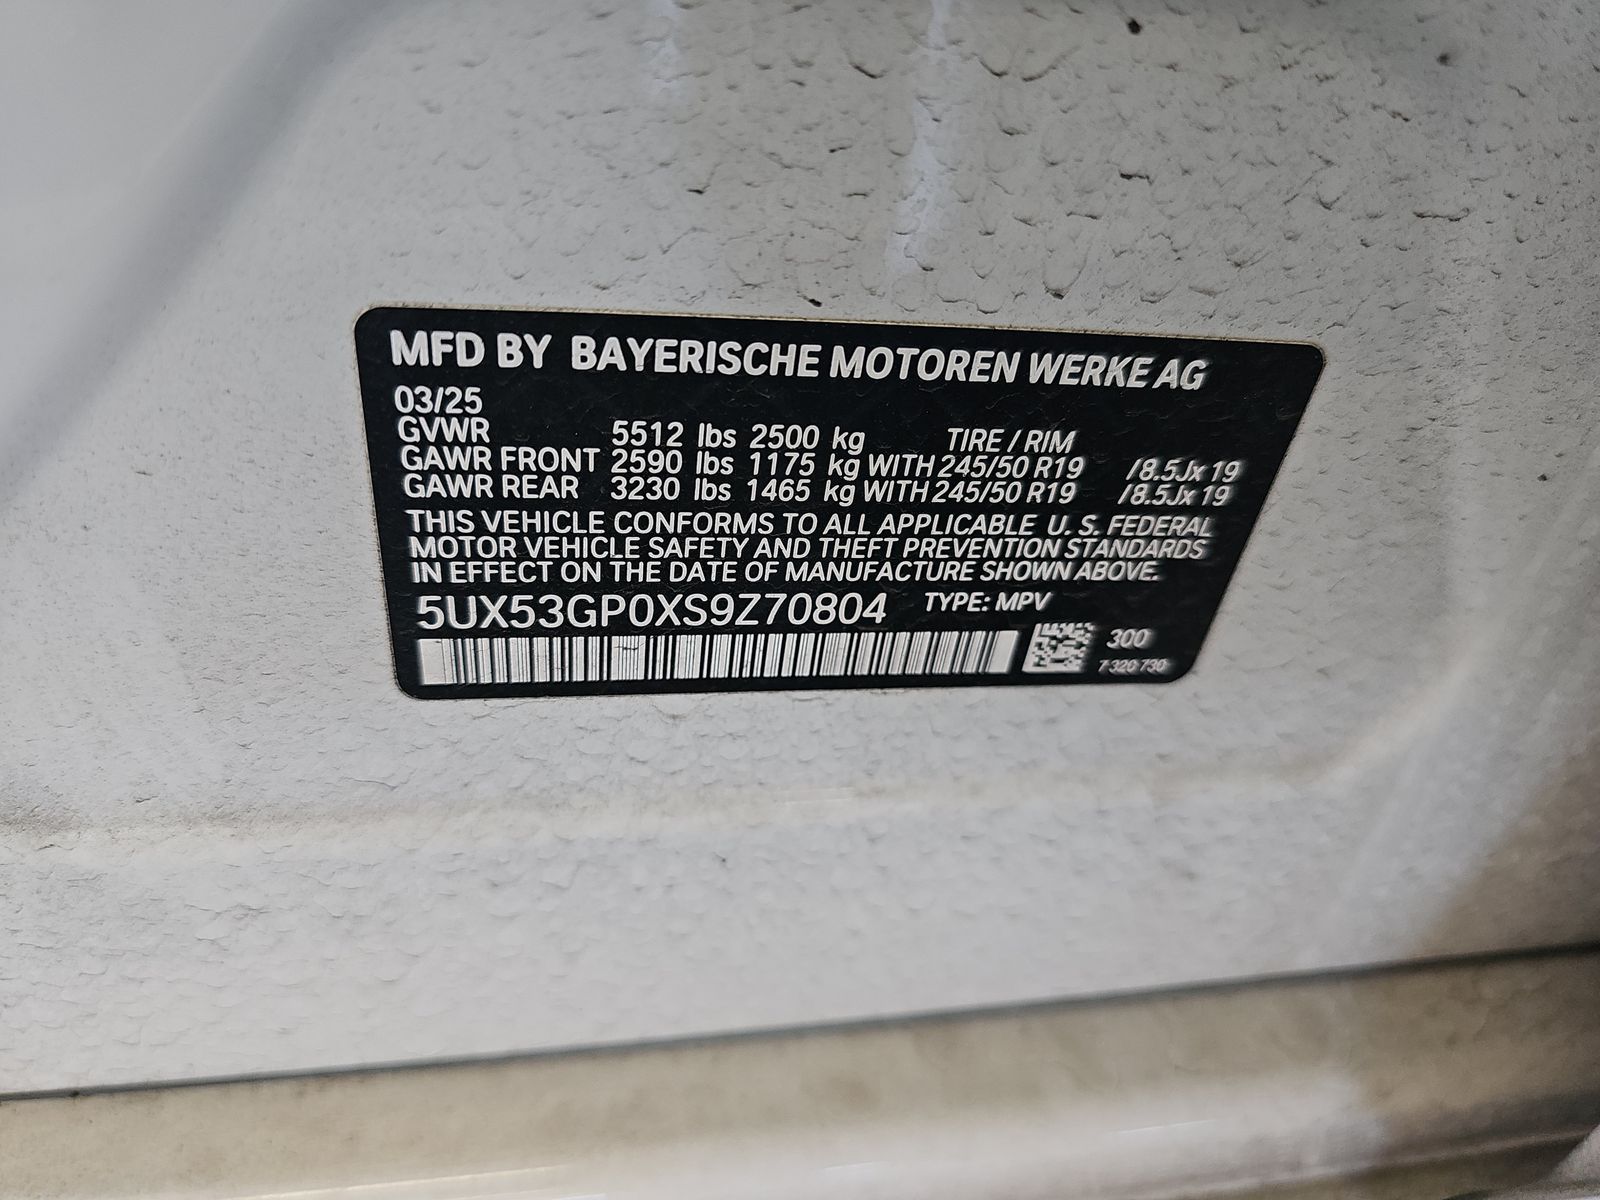 MFD BY BAYERISCHE MOTOREN WERKE AG
03/25
GVWR 5512 lbs 2500 kg TIRE / RIM
GAWR FRONT 2590 lbs 1175 kg WITH 245/50 R19 /8.5Jx 19
GAWR REAR 3230 lbs 1465 kg WITH 245/50 R19 /8.5Jx 19
THIS VEHICLE CONFORMS TO ALL APPLICABLE U. S. FEDERAL
MOTOR VEHICLE SAFETY AND THEFT PREVENTION STANDARDS
IN EFFECT ON THE DATE OF MANUFACTURE SHOWN ABOVE.
5UX53GP0XS9Z70804 TYPE: MPV
300
7 320 730